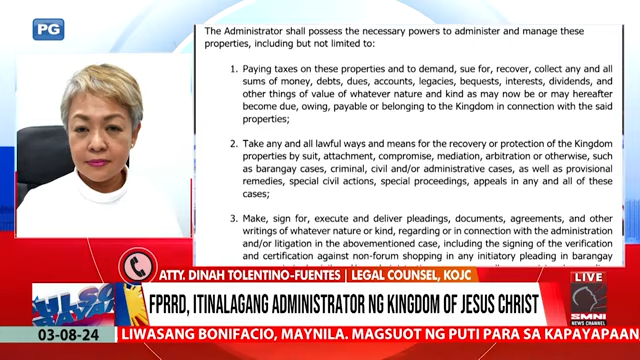 PG
The Administrator shall possess the necessary powers to administer and manage these
properties, including but not limited to:
1. Paying taxes on these properties and to demand, sue for, recover, collect any and all
sums of money, debts, dues, accounts, legacies, bequests, interests, dividends, and
other things of value of whatever nature and kind as may now be or may hereafter
become due, owing, payable or belonging to the Kingdom in connection with the said
properties;
2. Take any and all lawful ways and means for the recovery or protection of the Kingdom
properties by suit, attachment, compromise, mediation, arbitration or otherwise, such
as barangay cases, criminal, civil and/or administrative cases, as well as provisional
remedies, special civil actions, special proceedings, appeals in any and all of these
cases;
3. Make, sign for, execute and deliver pleadings, documents, agreements, and other
writings of whatever nature or kind, regarding or in connection with the administration
and/or litigation in the abovementioned case, including the signing of the verification
and certification against non-forum shopping in any initiatory pleading in barangay
ATTY. DINAH TOLENTINO-FUENTES | LEGAL COUNSEL, KOJC
FPRRD, ITINALAGANG ADMINISTRATOR NG KINGDOM OF JESUS CHRIST
LIVE
SMNI
NEWS CHANNEL
03-08-24
LIWASANG BONIFACIO, MAYNILA. MAGSUOT NG PUTI PARA SA KAPAYAPAAN